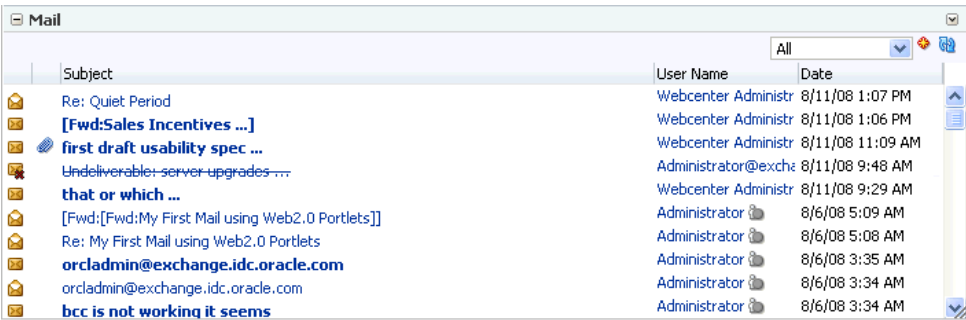 Mail
All
Subject User Name Date
Re: Quiet Period Webcenter Administr 8/11/08 1:07 PM
[Fwd:Sales Incentives ...] Webcenter Administr 8/11/08 1:06 PM
first draft usability spec ... Webcenter Administr 8/11/08 11:09 AM
Undeliverable: server upgrades ... Administrator@excha 8/11/08 9:48 AM
that or which ... Webcenter Administr 8/11/08 9:29 AM
[Fwd:[Fwd:My First Mail using Web2.0 Portlets]] Administrator 8/6/08 5:09 AM
Re: My First Mail using Web2.0 Portlets Administrator 8/6/08 5:08 AM
orcladmin@exchange.idc.oracle.com Administrator 8/6/08 3:35 AM
orcladmin@exchange.idc.oracle.com Administrator 8/6/08 3:34 AM
bcc is not working it seems Administrator 8/6/08 3:34 AM